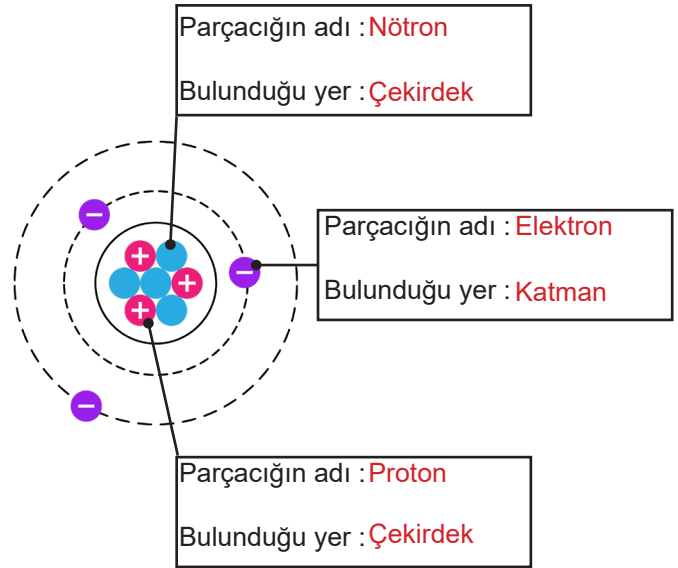 Parçacığın adı : Nötron
Bulunduğu yer : Çekirdek
Parçacığın adı : Elektron
Bulunduğu yer : Katman
Parçacığın adı : Proton
Bulunduğu yer : Çekirdek